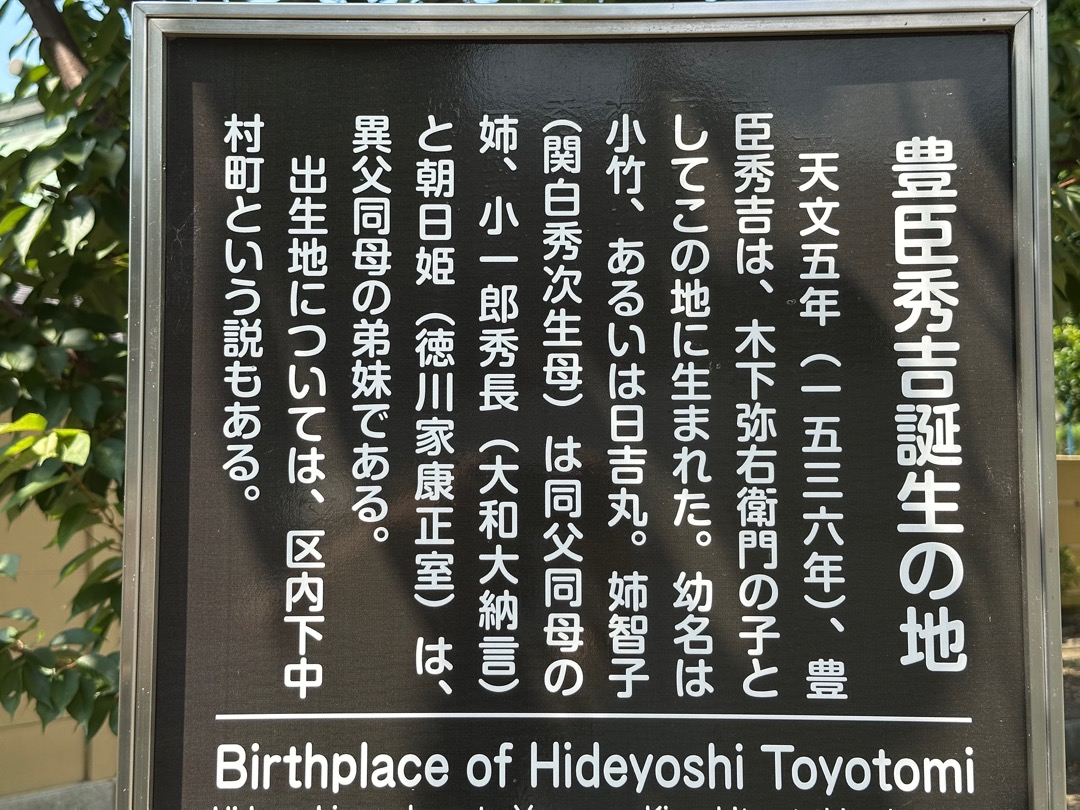 豊臣秀吉誕生の地
天文五年(一五三六年)、豊
臣秀吉は、木下弥右衛門の子と
してこの地に生まれた。幼名は
小竹、あるいは日吉丸。姉智子
(関白秀次生母)は同父同母の
姉、小一郎秀長(大和大納言)
と朝日姫(徳川家康正室)は、
異父同母の弟妹である。
出生地については、区内下中
村町という説もある。
Birthplace of Hideyoshi Toyotomi